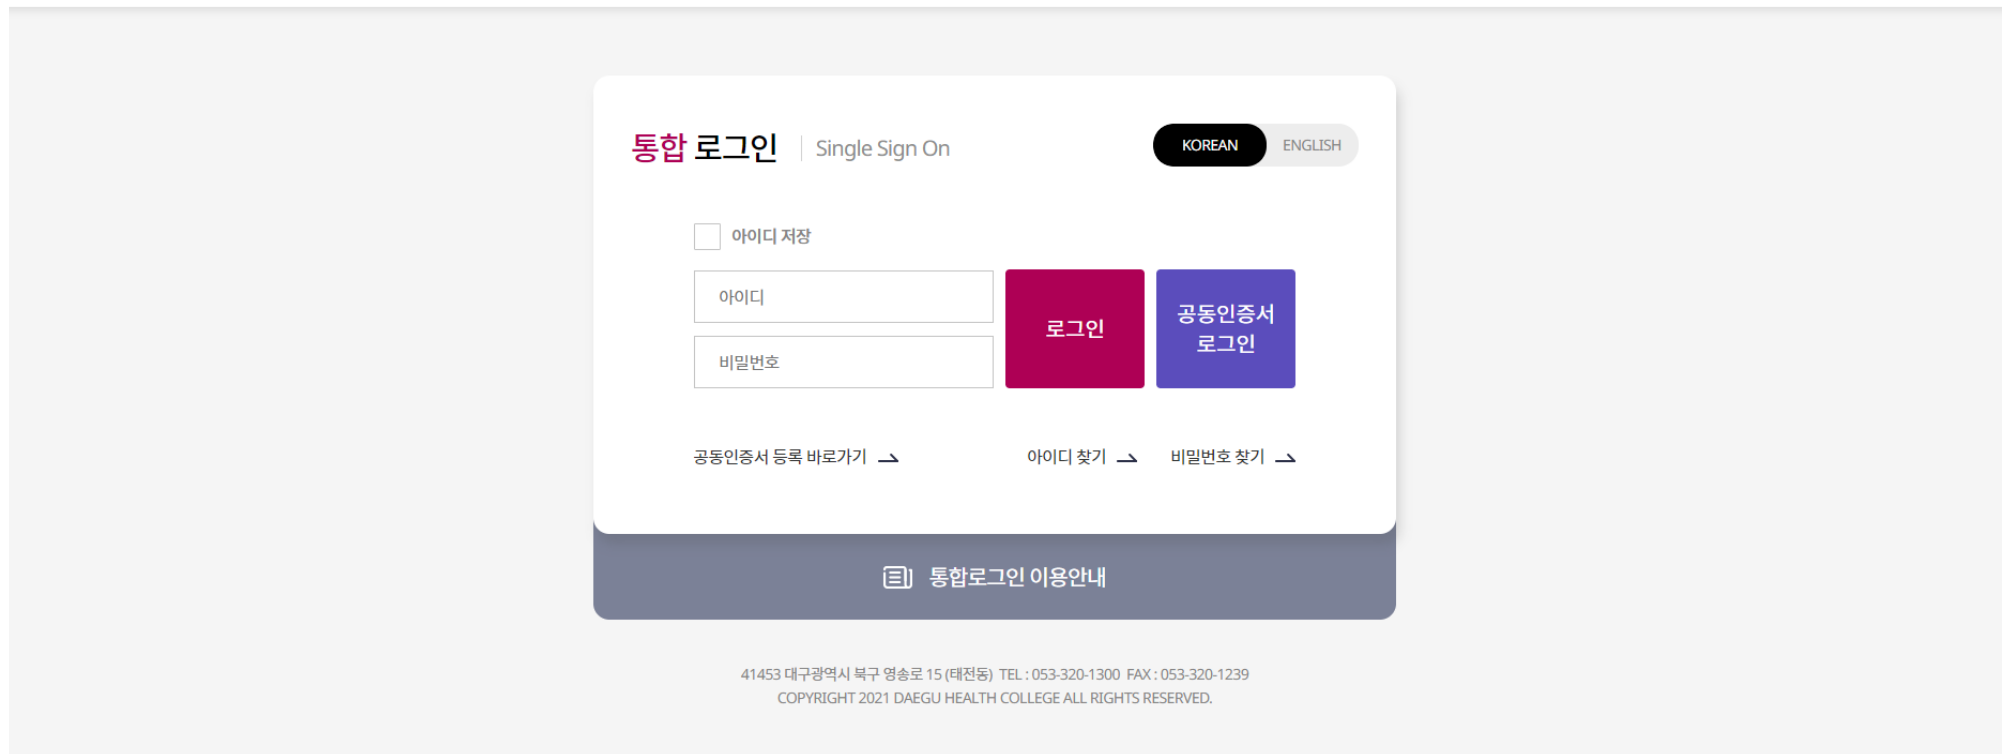 통합 로그인 Single Sign On KOREAN ENGLISH
아이디 저장
아이디
비밀번호
로그인
공동인증서
로그인
공동인증서 등록 바로가기 아이디 찾기 비밀번호 찾기
통합로그인 이용안내
41453 대구광역시 북구 영송로 15 (태전동) TEL : 053-320-1300 FAX : 053-320-1239
COPYRIGHT 2021 DAEGU HEALTH COLLEGE ALL RIGHTS RESERVED.